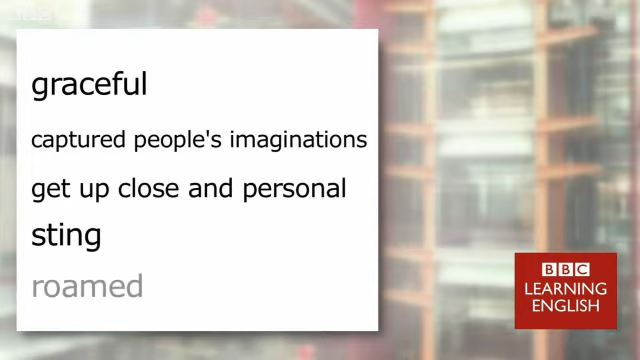 graceful
captured people's imaginations
get up close and personal
sting
roamed
BBC
LEARNING
ENGLISH